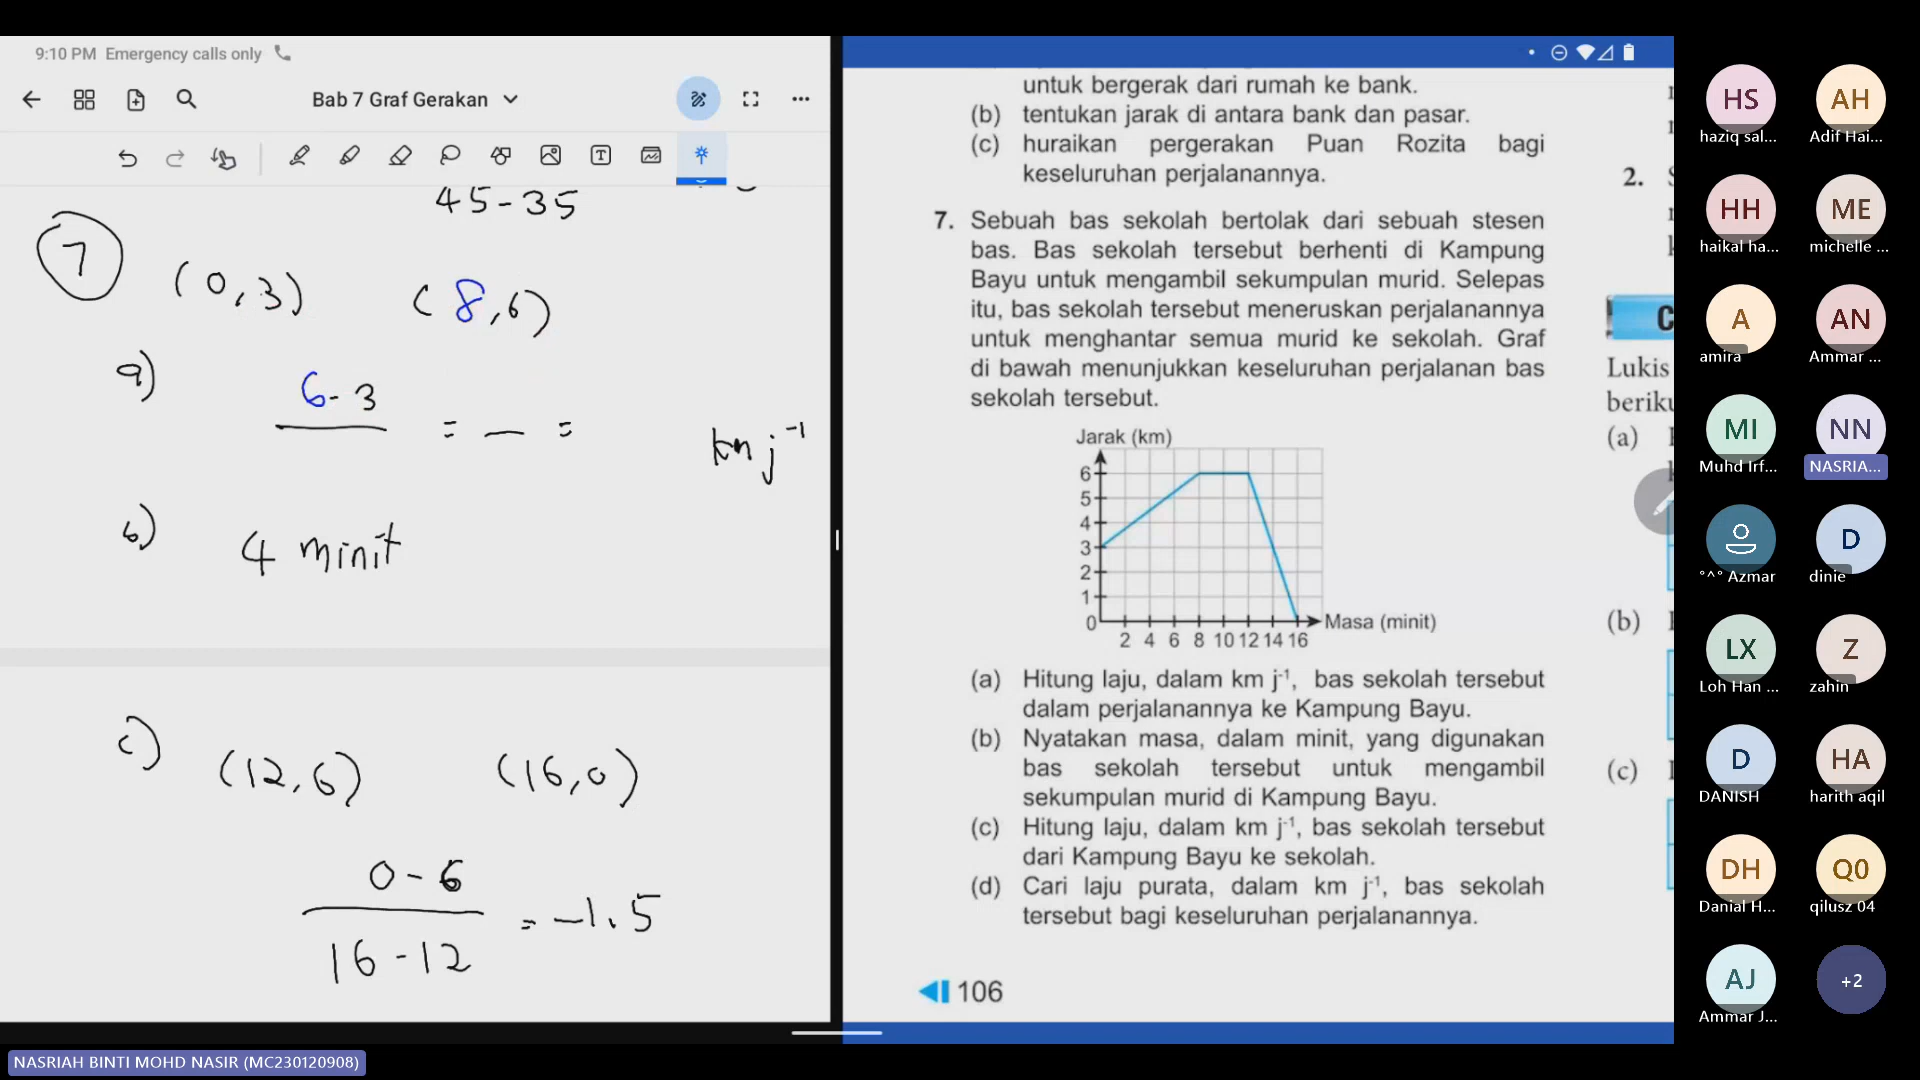 9:10 PM Emergency calls only
Bab 7 Graf Gerakan
45-35
7
(0,3) (8,6)
a)
6-3
= — = km j⁻¹
b) 4 minit
c) (12,6) (16,0)
0-6
16-12
= -1.5
untuk bergerak dari rumah ke bank.
(b) tentukan jarak di antara bank dan pasar.
(c) huraikan pergerakan Puan Rozita bagi
keseluruhan perjalanannya.
7. Sebuah bas sekolah bertolak dari sebuah stesen
bas. Bas sekolah tersebut berhenti di Kampung
Bayu untuk mengambil sekumpulan murid. Selepas
itu, bas sekolah tersebut meneruskan perjalanannya
untuk menghantar semua murid ke sekolah. Graf
di bawah menunjukkan keseluruhan perjalanan bas
sekolah tersebut.
Jarak (km)
6
5
4
3
2
1
0
Masa (minit)
2 4 6 8 10 12 14 16
(a) Hitung laju, dalam km j⁻¹, bas sekolah tersebut
dalam perjalanannya ke Kampung Bayu.
(b) Nyatakan masa, dalam minit, yang digunakan
bas sekolah tersebut untuk mengambil
sekumpulan murid di Kampung Bayu.
(c) Hitung laju, dalam km j⁻¹, bas sekolah tersebut
dari Kampung Bayu ke sekolah.
(d) Cari laju purata, dalam km j⁻¹, bas sekolah
tersebut bagi keseluruhan perjalanannya.
106
2.
C
Lukis
(a)
(b)
(c)
HS AH
haziq sal... Adif Hai...
HH ME
haikal ha... michelle ...
A AN
amira Ammar ...
MI NN
Muhd Irf... NASRIA...
D
°^° Azmar dinie
LX Z
Loh Han ... zahin
D HA
DANISH harith aqil
DH Q0
Danial H... qilusz 04
AJ +2
Ammar J...
NASRIAH BINTI MOHD NASIR (MC230120908)